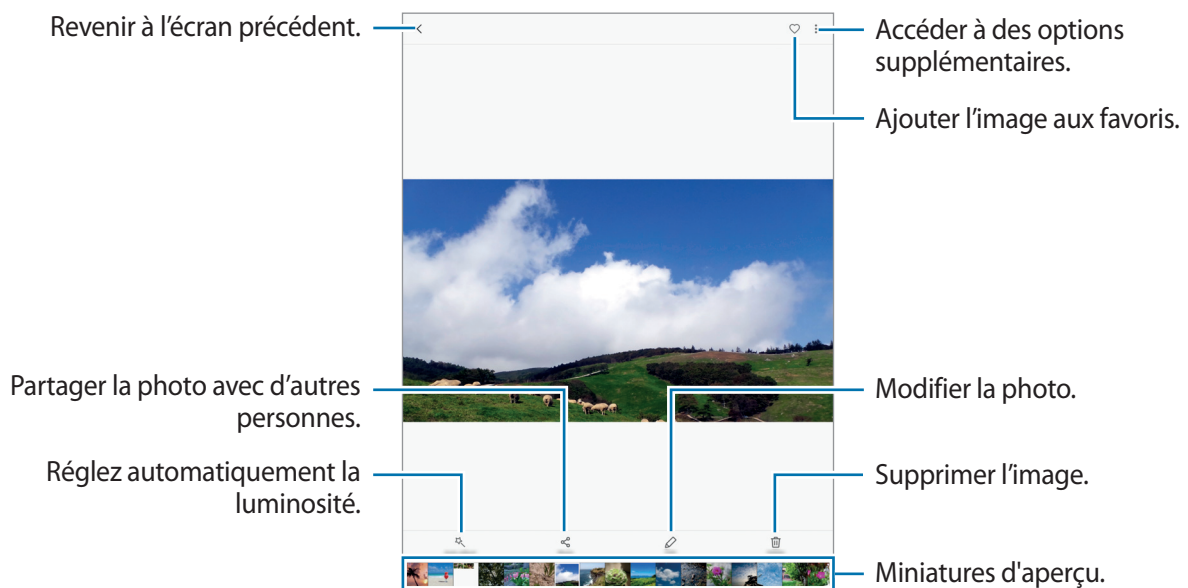 Revenir à l'écran précédent.
Accéder à des options
supplémentaires.
Ajouter l'image aux favoris.
Partager la photo avec d'autres
personnes.
Modifier la photo.
Réglez automatiquement la
luminosité.
Supprimer l'image.
Miniatures d'aperçu.